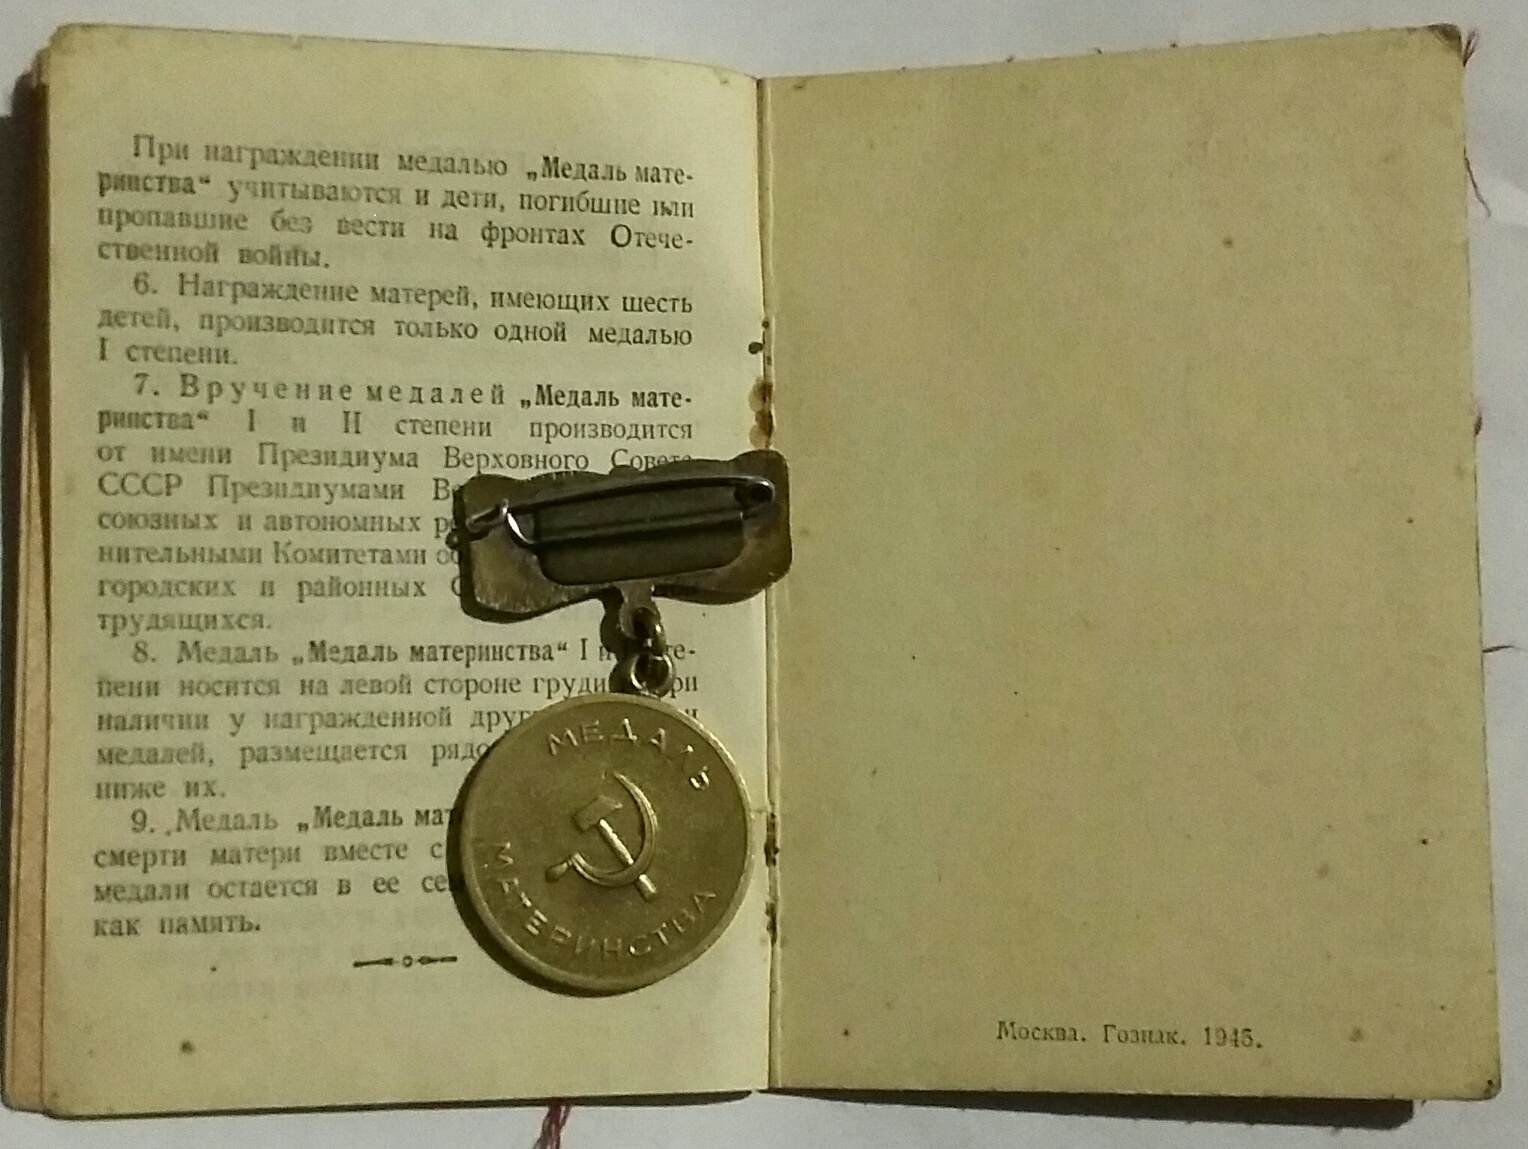 При награждении медалью „Медаль мате-
ринства“ учитываются и дети, погибшие или
пропавшие без вести на фронтах Отече-
ственной войны.
6. Награждение матерей, имеющих шесть
детей, производится только одной медалью
I степени.
7. Вручение медалей „Медаль мате-
ринства“ I и II степени производится
от имени Президиума Верховного Совета
СССР Президиумами
союзных и автономных
нительными Комитетами
городских и районных
трудящихся.
8. Медаль „Медаль материнства“ I
пени носится на левой стороне груди
наличии у награжденной
медалей, размещается
ниже их.
9. Медаль „Медаль
смерти матери вместе
медали остается в ее
как память.
МЕДАЛЬ
МАТЕРИНСТВА
Москва. Гознак. 1945.